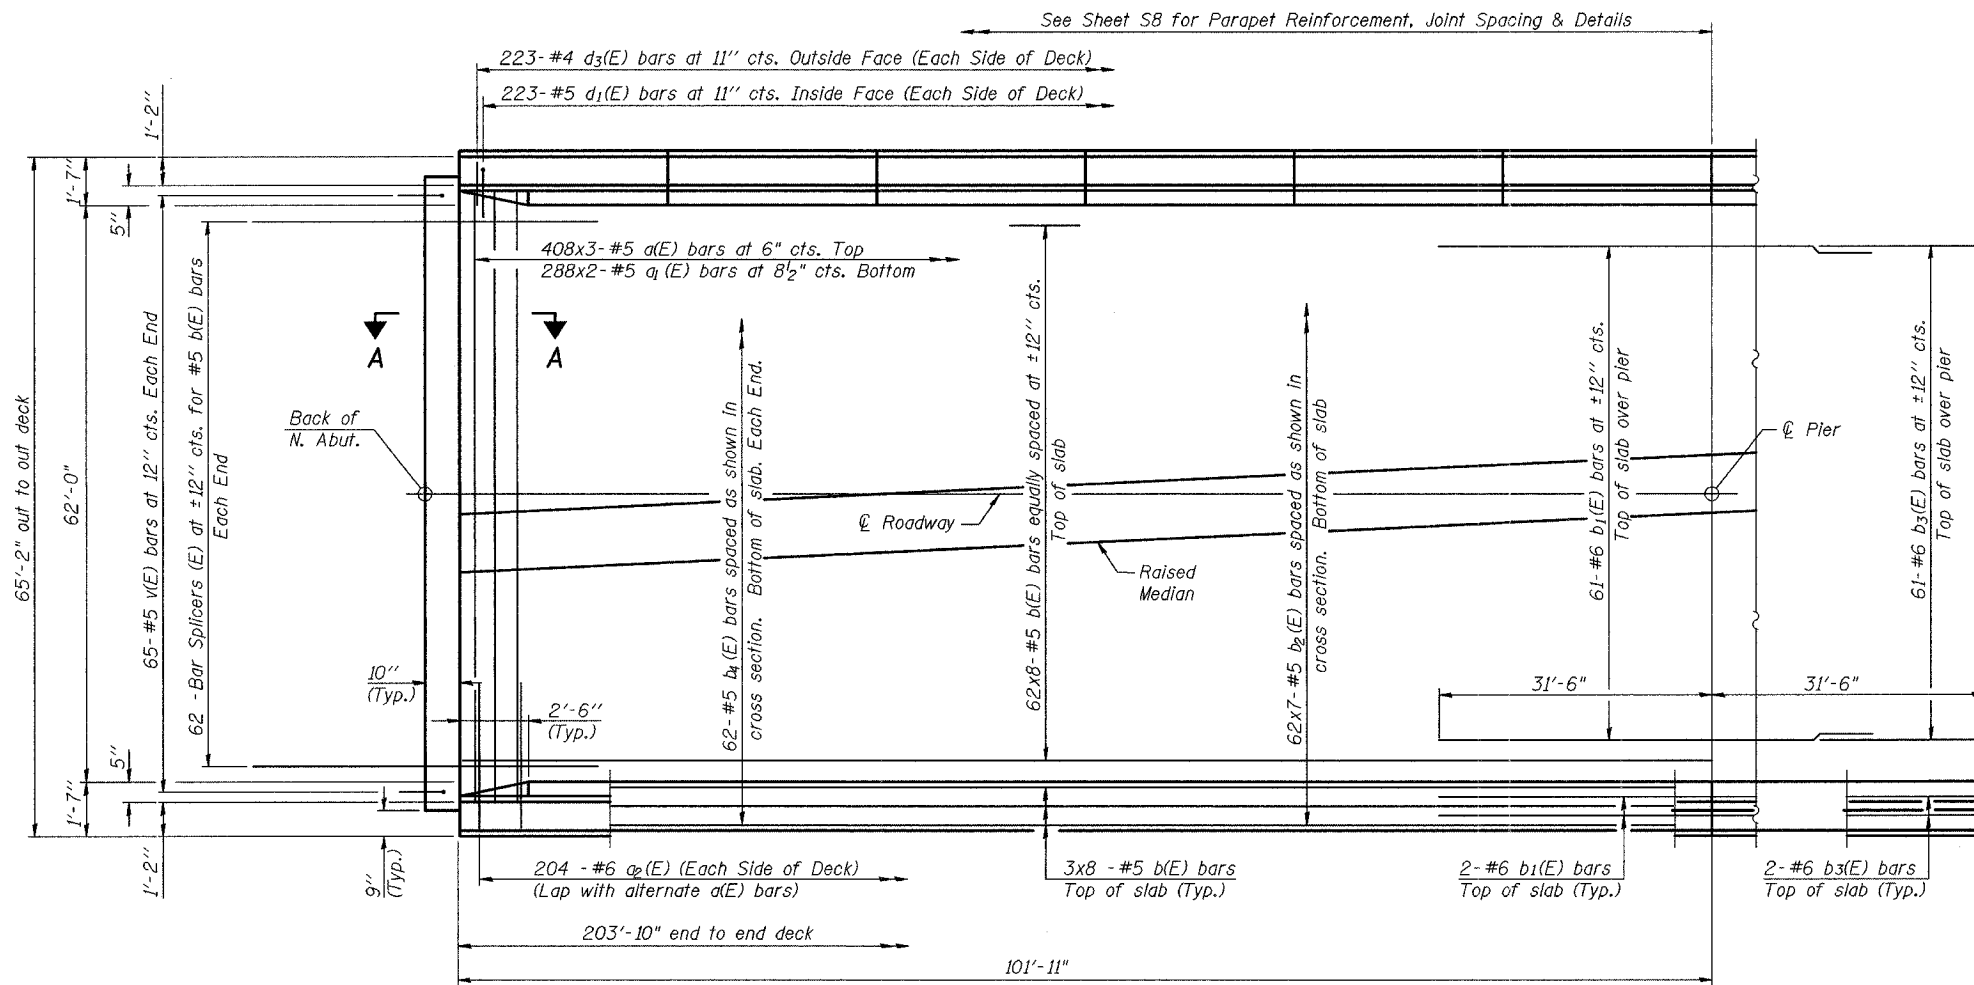 See Sheet S8 for Parapet Reinforcement, Joint Spacing & Details
223-#4 d3(E) bars at 11'' cts. Outside Face (Each Side of Deck)
223-#5 d1(E) bars at 11'' cts. Inside Face (Each Side of Deck)
1'-2''
1'-7''
5''
408x3-#5 a(E) bars at 6" cts. Top
288x2-#5 a1(E) bars at 8½" cts. Bottom
A
A
65'-2" out to out deck
62'-0"
65-#5 v(E) bars at 12'' cts. Each End
62 -Bar Splicers (E) at ±12'' cts. for #5 b(E) bars
Each End
Back of
N. Abut.
62-#5 b4(E) bars spaced as shown in
cross section. Bottom of slab. Each End.
62x8-#5 b(E) bars equally spaced at ±12'' cts.
Top of slab
62x7-#5 b2(E) bars spaced as shown in
cross section. Bottom of slab
61-#6 b1(E) bars at ±12'' cts.
Top of slab over pier
61-#6 b3(E) bars at ±12'' cts.
Top of slab over pier
℄ Pier
℄ Roadway
Raised
Median
10''
(Typ.)
2'-6''
(Typ.)
31'-6"
31'-6"
5''
1'-7''
1'-2''
9''
(Typ.)
204 -#6 a2(E) (Each Side of Deck)
(Lap with alternate a(E) bars)
3x8 -#5 b(E) bars
Top of slab (Typ.)
2-#6 b1(E) bars
Top of slab (Typ.)
2-#6 b3(E) bars
Top of slab (Typ.)
203'-10" end to end deck
101'-11"